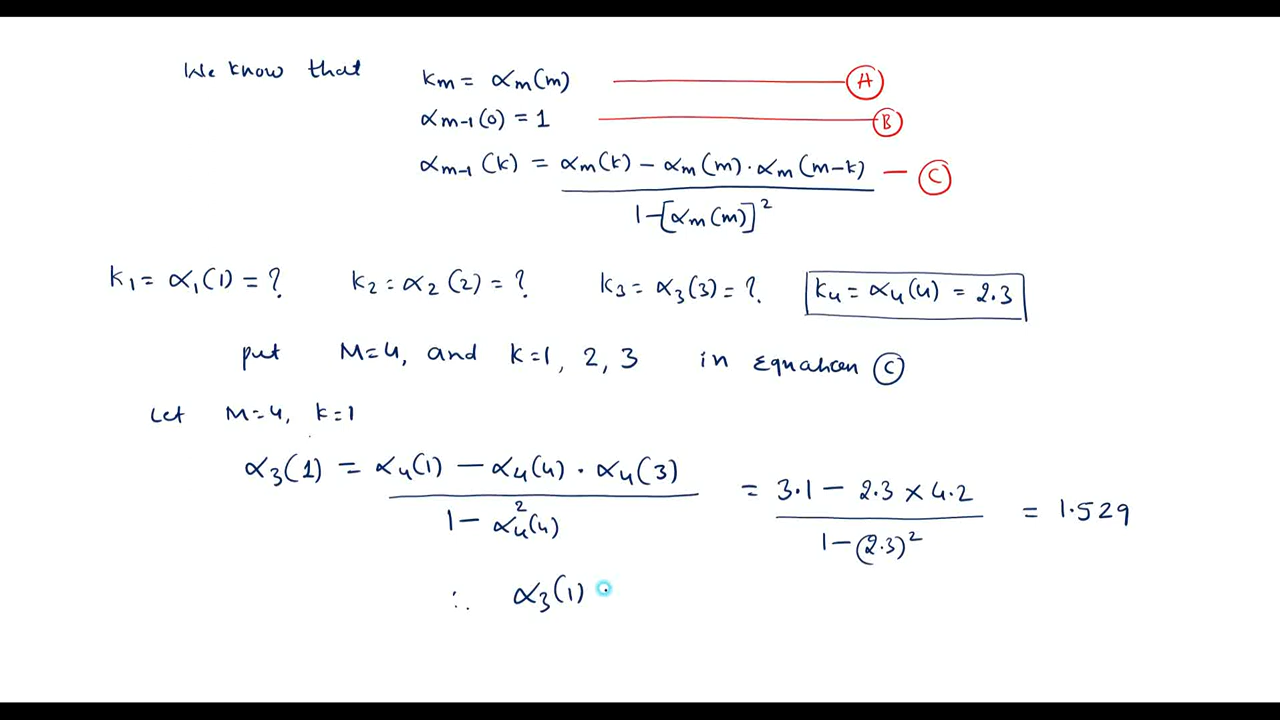 We know that km = αm(m) — A
αm-1(0) = 1 — B
αm-1(k) = αm(k) - αm(m)·αm(m-k) — C
1-[αm(m)]²
k1 = α1(1) = ? k2 = α2(2) = ? k3 = α3(3) = ? k4 = α4(4) = 2.3
put M=4, and k=1, 2, 3 in Equation C
Let M=4, k=1
α3(1) = α4(1) - α4(4) · α4(3) = 3.1 - 2.3 × 4.2 = 1.529
1 - α4²(4) 1-(2.3)²
∴ α3(1)